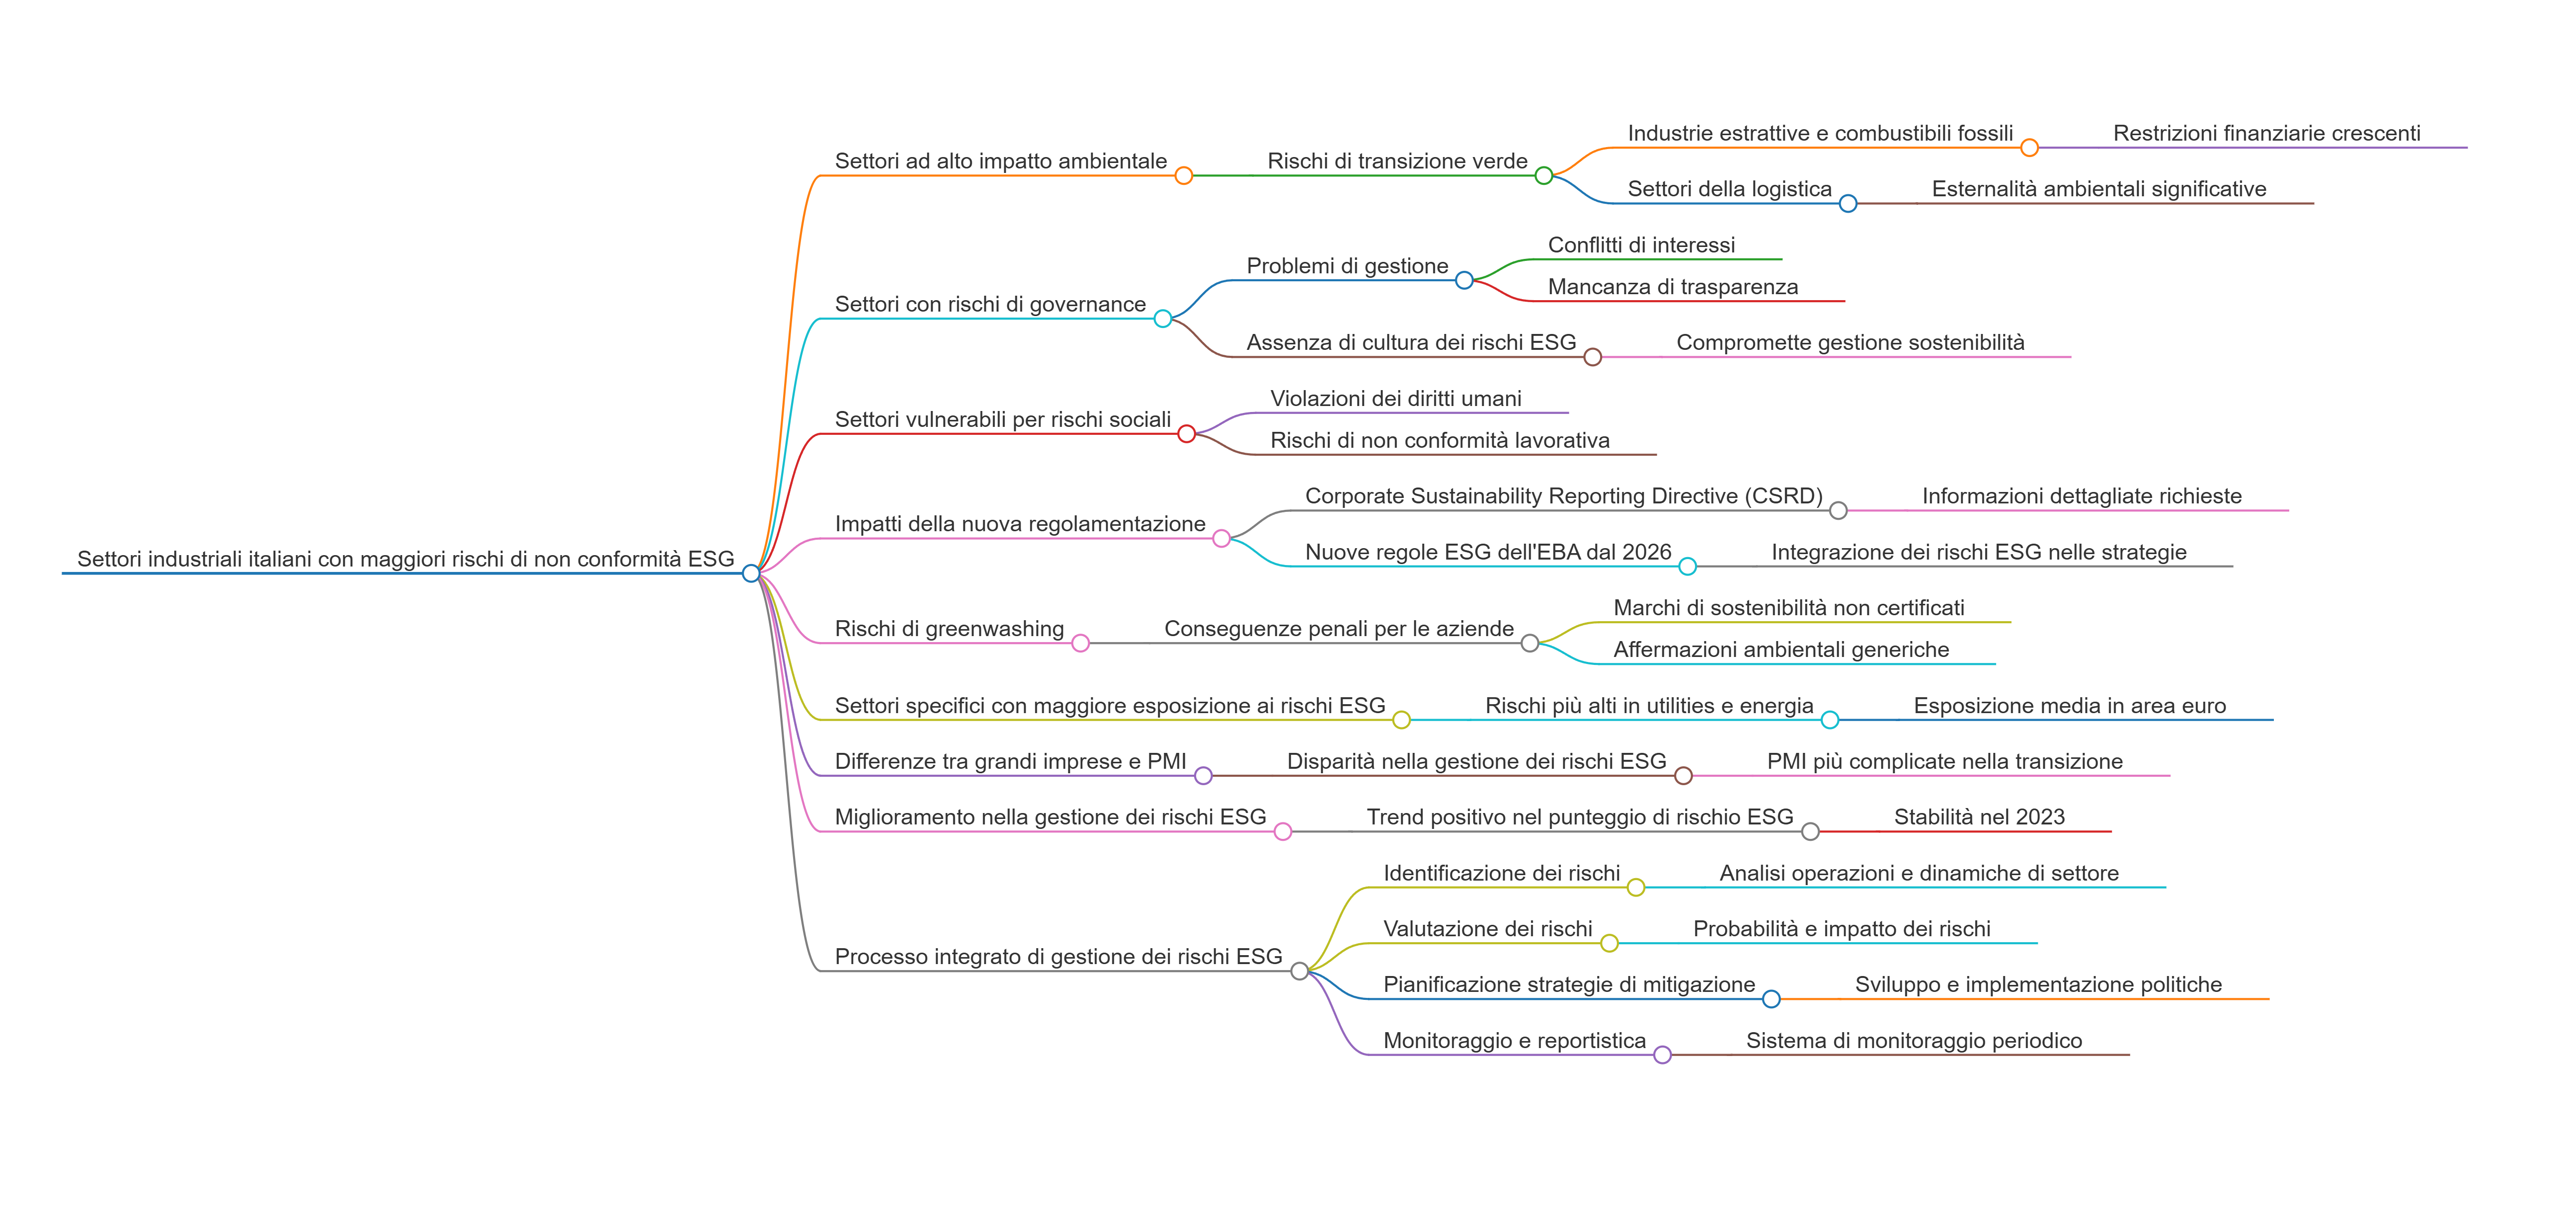 Settori industriali italiani con maggiori rischi di non conformità ESG
Settori ad alto impatto ambientale
Rischi di transizione verde
Industrie estrattive e combustibili fossili
Restrizioni finanziarie crescenti
Settori della logistica
Esternalità ambientali significative
Settori con rischi di governance
Problemi di gestione
Conflitti di interessi
Mancanza di trasparenza
Assenza di cultura dei rischi ESG
Compromette gestione sostenibilità
Settori vulnerabili per rischi sociali
Violazioni dei diritti umani
Rischi di non conformità lavorativa
Impatti della nuova regolamentazione
Corporate Sustainability Reporting Directive (CSRD)
Informazioni dettagliate richieste
Nuove regole ESG dell'EBA dal 2026
Integrazione dei rischi ESG nelle strategie
Rischi di greenwashing
Conseguenze penali per le aziende
Marchi di sostenibilità non certificati
Affermazioni ambientali generiche
Settori specifici con maggiore esposizione ai rischi ESG
Rischi più alti in utilities e energia
Esposizione media in area euro
Differenze tra grandi imprese e PMI
Disparità nella gestione dei rischi ESG
PMI più complicate nella transizione
Miglioramento nella gestione dei rischi ESG
Trend positivo nel punteggio di rischio ESG
Stabilità nel 2023
Processo integrato di gestione dei rischi ESG
Identificazione dei rischi
Analisi operazioni e dinamiche di settore
Valutazione dei rischi
Probabilità e impatto dei rischi
Pianificazione strategie di mitigazione
Sviluppo e implementazione politiche
Monitoraggio e reportistica
Sistema di monitoraggio periodico